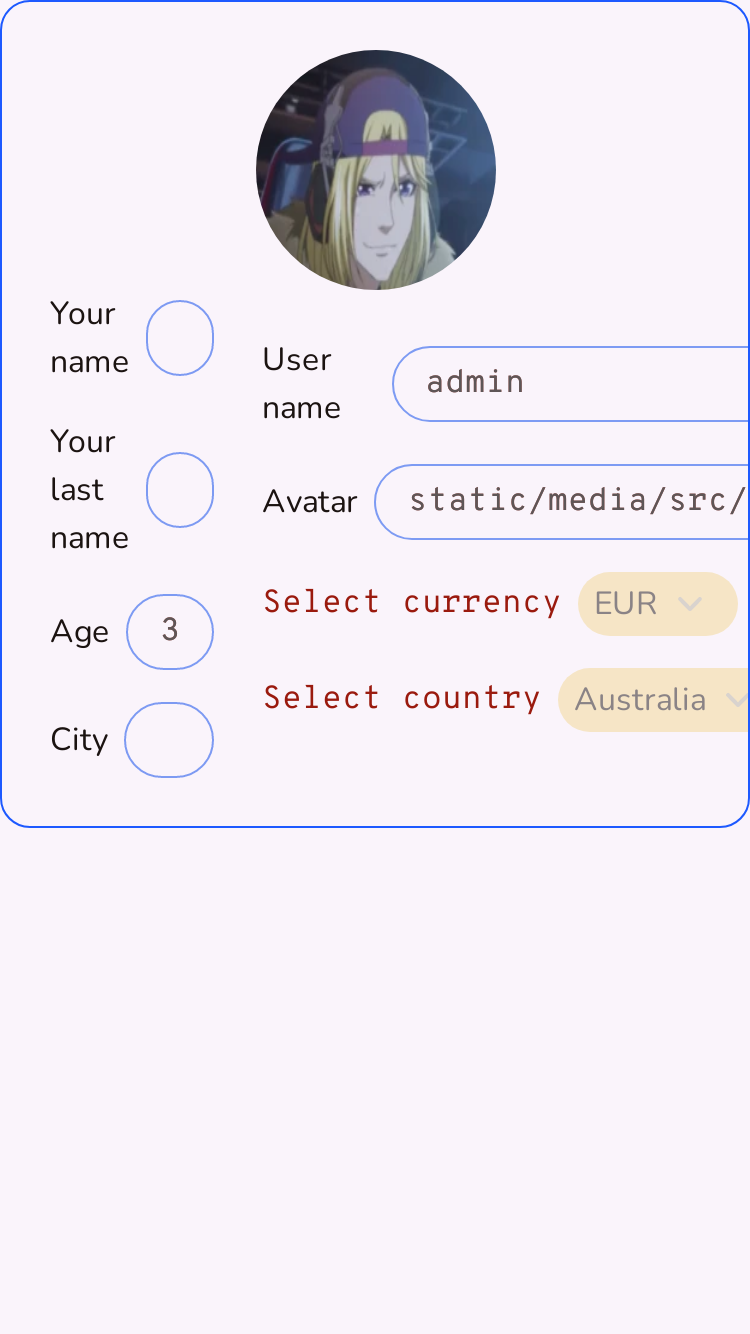 Your
name
Your
last
name
Age 3
City
User
name
admin
Avatar static/media/src/
Select currency EUR
Select country Australia